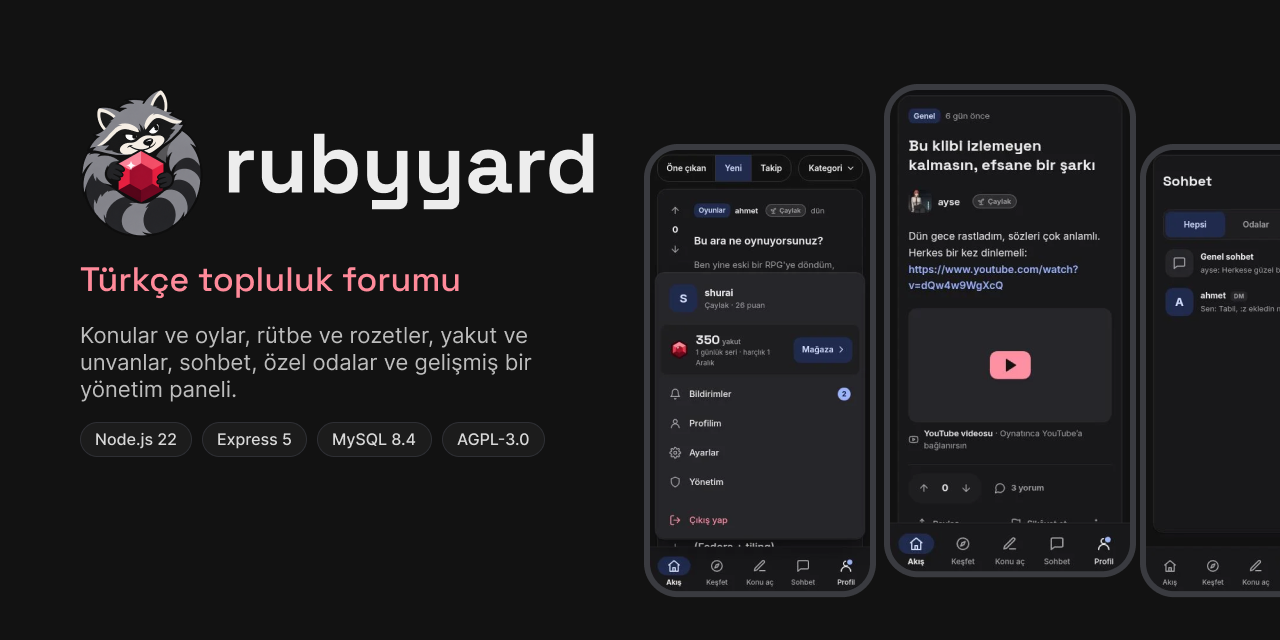 rubyyard
Türkçe topluluk forumu
Konular ve oylar, rütbe ve rozetler, yakut ve
unvanlar, sohbet, özel odalar ve gelişmiş bir
yönetim paneli.
Node.js 22
Express 5
MySQL 8.4
AGPL-3.0
Öne çıkan
Yeni
Takip
Kategori
Oyunlar ahmet Çaylak dün
0
Bu ara ne oynuyorsunuz?
Ben yine eski bir RPG'ye döndüm,
S
shurai
Çaylak · 26 puan
350 yakut
1 günlük seri · harçlık 1
Aralık
Mağaza
Bildirimler 2
Profilim
Ayarlar
Yönetim
Çıkış yap
(Fedora + tiling)
Akış
Keşfet
Konu aç
Sohbet
Profil
Genel 6 gün önce
Bu klibi izlemeyen
kalmasın, efsane bir şarkı
ayse Çaylak
Dün gece rastladım, sözleri çok anlamlı.
Herkes bir kez dinlemeli:
https://www.youtube.com/watch?
v=dQw4w9WgXcQ
YouTube videosu · Oynatınca YouTube'a
bağlanırsın
0
3 yorum
Akış
Keşfet
Konu aç
Sohbet
Profil
Sohbet
Hepsi
Odalar
Genel sohbet
ayse: Herkese güzel
A
ahmet DM
Sen: Tabii, :z ekledin
Akış
Keşfet
Konu aç